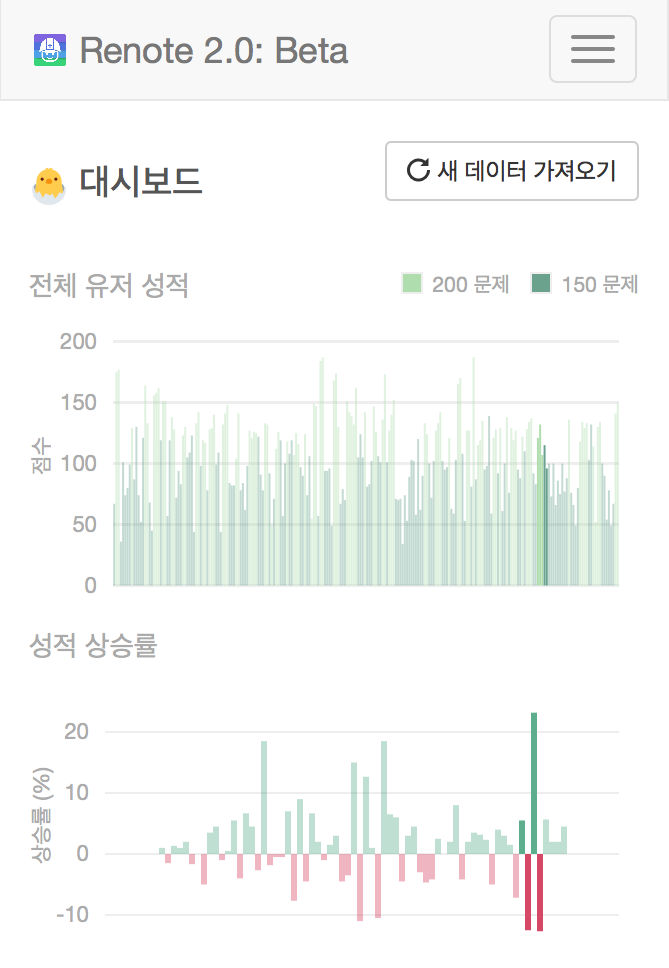 Renote 2.0: Beta
대시보드
새 데이터 가져오기
전체 유저 성적
200 문제
150 문제
200
150
100
50
0
점수
성적 상승률
20
10
0
-10
상승률 (%)